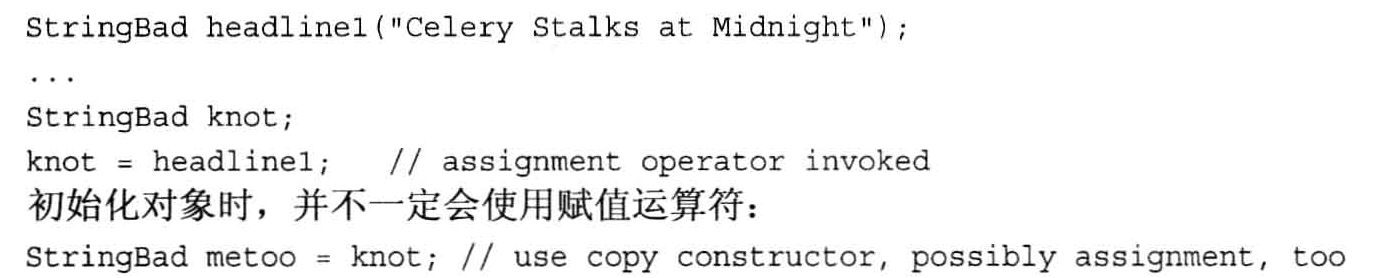 StringBad headline1("Celery Stalks at Midnight");
...
StringBad knot;
knot = headline1;   // assignment operator invoked
初始化对象时，并不一定会使用赋值运算符：
StringBad metoo = knot; // use copy constructor, possibly assignment, too